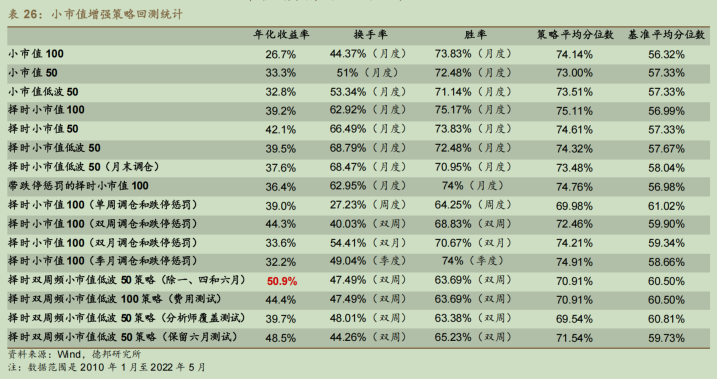 表 26：小市值增强策略回测统计
年化收益率 换手率 胜率 策略平均分位数 基准平均分位数
小市值 100 26.7% 44.37%（月度） 73.83%（月度） 74.14% 56.32%
小市值 50 33.3% 51%（月度） 72.48%（月度） 73.00% 57.33%
小市值低波 50 32.8% 53.34%（月度） 71.14%（月度） 73.51% 57.33%
择时小市值 100 39.2% 62.92%（月度） 75.17%（月度） 75.11% 56.99%
择时小市值 50 42.1% 66.49%（月度） 73.83%（月度） 74.61% 57.33%
择时小市值低波 50 39.5% 68.79%（月度） 72.48%（月度） 74.32% 57.67%
择时小市值低波 50（月末调仓） 37.6% 68.47%（月度） 70.95%（月度） 73.48% 58.04%
带跌停惩罚的择时小市值 100 36.4% 62.95%（月度） 74%（月度） 74.76% 56.98%
择时小市值 100（单周调仓和跌停惩罚） 39.0% 27.23%（周度） 64.25%（周度） 69.98% 61.02%
择时小市值 100（双周调仓和跌停惩罚） 44.3% 40.03%（双周） 68.83%（双周） 72.46% 59.90%
择时小市值 100（双月调仓和跌停惩罚） 33.6% 54.41%（双月） 70.67%（双月） 74.21% 59.34%
择时小市值 100（季月调仓和跌停惩罚） 32.2% 49.04%（季度） 74%（季度） 74.91% 58.66%
择时双周频小市值低波 50 策略（除一、四和六月） 50.9% 47.49%（双周） 63.69%（双周） 70.91% 60.50%
择时双周频小市值低波 100 策略（费用测试） 44.4% 47.49%（双周） 63.69%（双周） 70.91% 60.50%
择时双周频小市值低波 50 策略（分析师覆盖测试） 39.7% 48.01%（双周） 63.38%（双周） 69.54% 60.81%
择时双周频小市值低波 50 策略（保留六月测试） 48.5% 44.26%（双周） 65.23%（双周） 71.54% 59.73%
资料来源：Wind，德邦研究所
注：数据范围是 2010 年 1 月至 2022 年 5 月